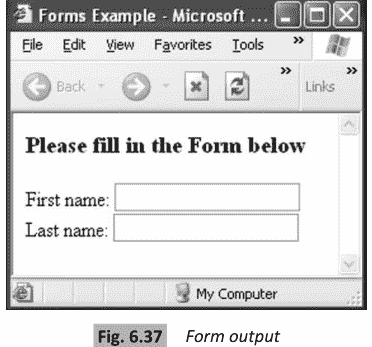 Forms Example - Microsoft ...
File Edit View Favorites Tools »
Back » Links »
Please fill in the Form below
First name:
Last name:
My Computer
Fig. 6.37 Form output